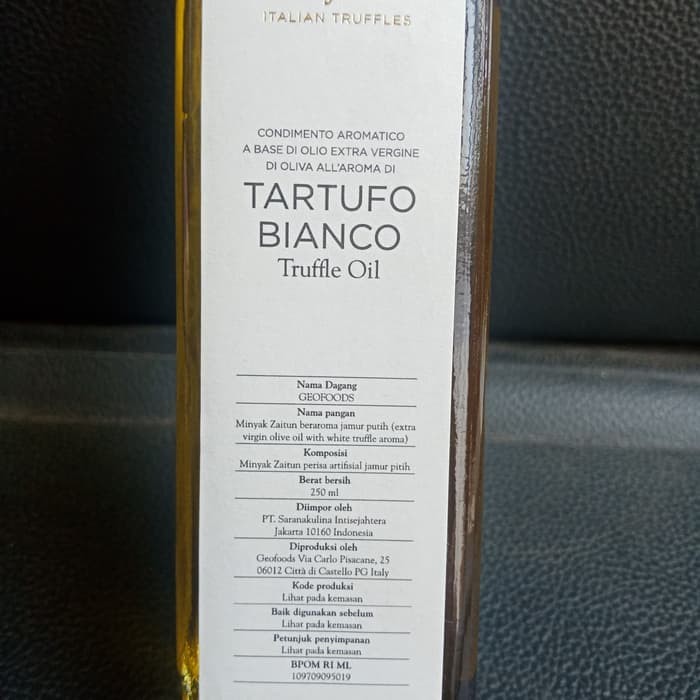 ITALIAN TRUFFLES
CONDIMENTO AROMATICO
A BASE DI OLIO EXTRA VERGINE
DI OLIVA ALL'AROMA DI
TARTUFO
BIANCO
Truffle Oil
Nama Dagang
GEOFOODS
Nama pangan
Minyak Zaitun beraroma jamur putih (extra
virgin olive oil with white truffle aroma)
Komposisi
Minyak Zaitun perisa artifisial jamur pitih
Berat bersih
250 ml
Diimpor oleh
PT. Saranakulina Intisejahtera
Jakarta 10160 Indonesia
Diproduksi oleh
Geofoods Via Carlo Pisacane, 25
06012 Città di Castello PG Italy
Kode produksi
Lihat pada kemasan
Baik digunakan sebelum
Lihat pada kemasan
Petunjuk penyimpanan
Lihat pada kemasan
BPOM RI ML
109709095019